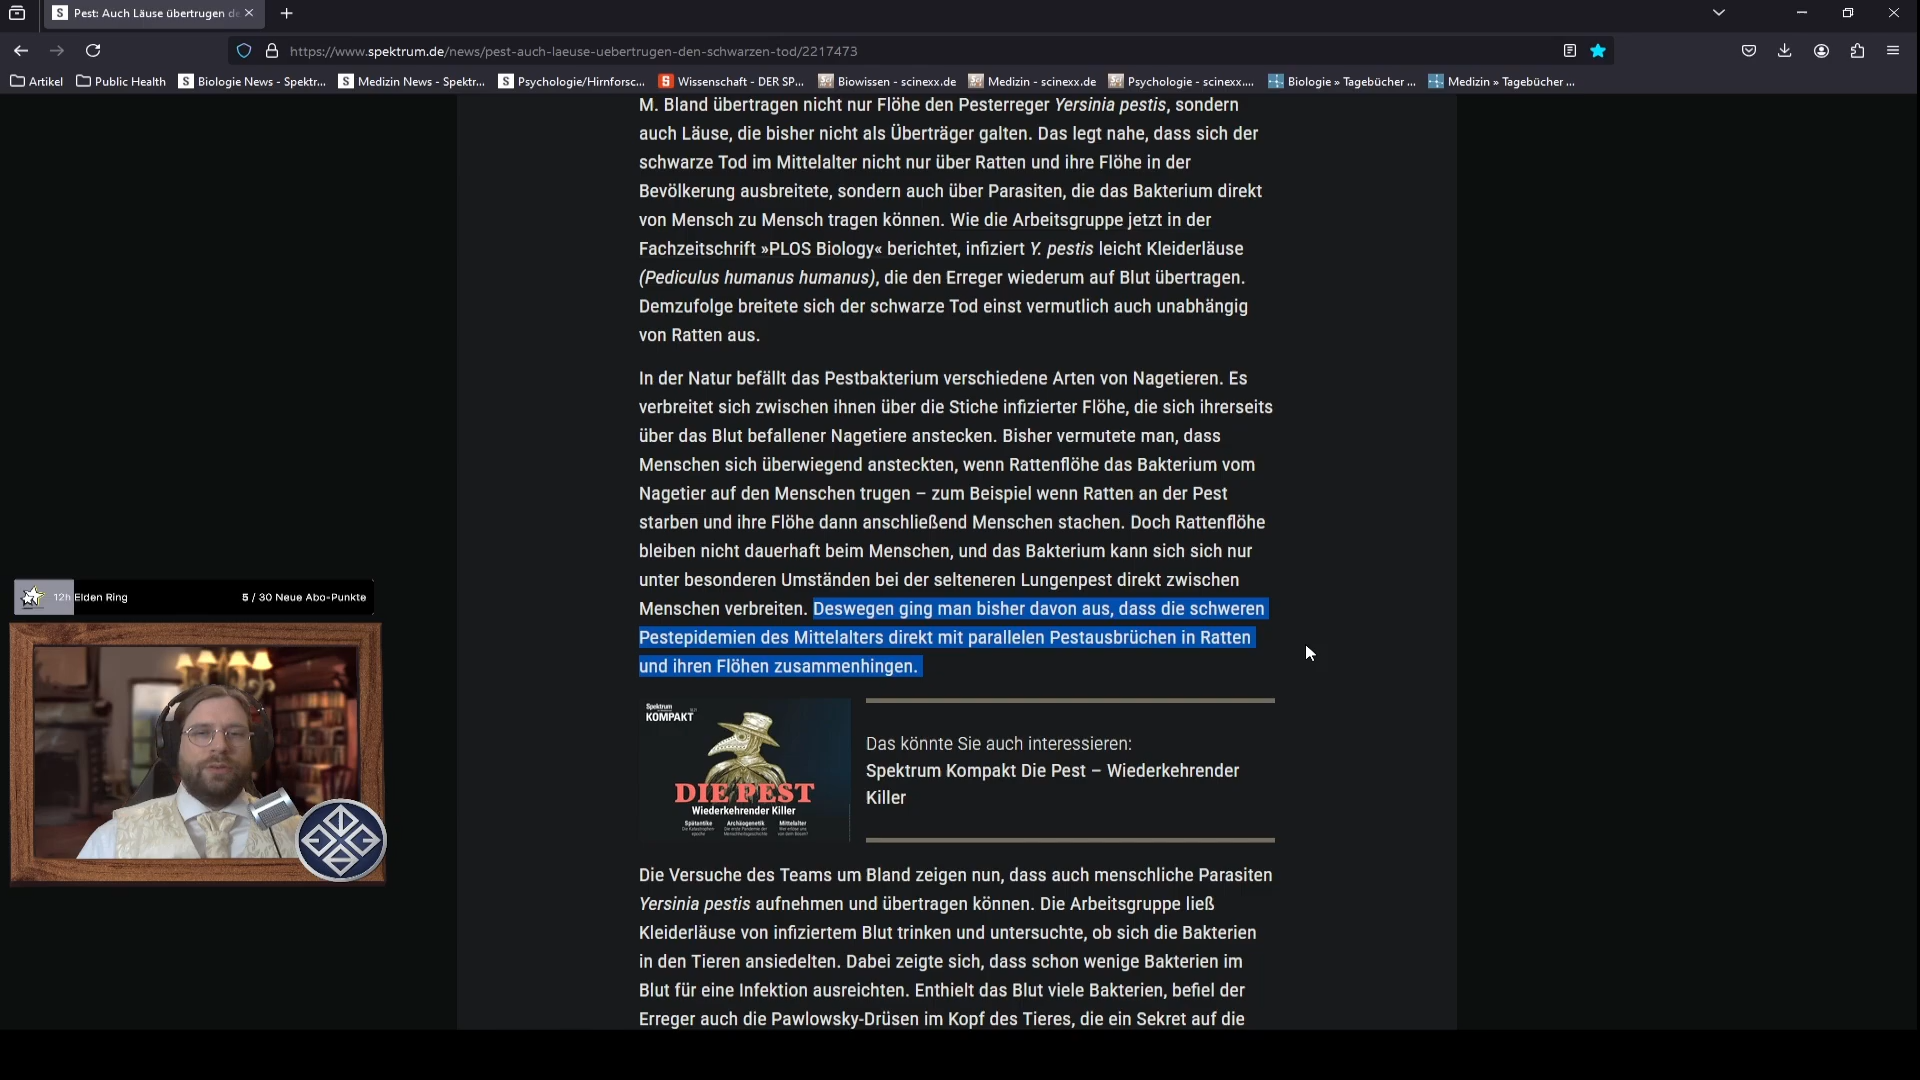 Pest: Auch Läuse übertrugen de
https://www.spektrum.de/news/pest-auch-laeuse-uebertrugen-den-schwarzen-tod/2217473
Artikel
Public Health
Biologie News - Spektr...
Medizin News - Spektr...
Psychologie/Hirnforsc...
Wissenschaft - DER SP...
Biowissen - scinexx.de
Medizin - scinexx.de
Psychologie - scinexx....
Biologie » Tagebücher ...
Medizin » Tagebücher ...
M. Bland übertragen nicht nur Flöhe den Pesterreger Yersinia pestis, sondern
auch Läuse, die bisher nicht als Überträger galten. Das legt nahe, dass sich der
schwarze Tod im Mittelalter nicht nur über Ratten und ihre Flöhe in der
Bevölkerung ausbreitete, sondern auch über Parasiten, die das Bakterium direkt
von Mensch zu Mensch tragen können. Wie die Arbeitsgruppe jetzt in der
Fachzeitschrift »PLOS Biology« berichtet, infiziert Y. pestis leicht Kleiderläuse
(Pediculus humanus humanus), die den Erreger wiederum auf Blut übertragen.
Demzufolge breitete sich der schwarze Tod einst vermutlich auch unabhängig
von Ratten aus.
In der Natur befällt das Pestbakterium verschiedene Arten von Nagetieren. Es
verbreitet sich zwischen ihnen über die Stiche infizierter Flöhe, die sich ihrerseits
über das Blut befallener Nagetiere anstecken. Bisher vermutete man, dass
Menschen sich überwiegend ansteckten, wenn Rattenflöhe das Bakterium vom
Nagetier auf den Menschen trugen – zum Beispiel wenn Ratten an der Pest
starben und ihre Flöhe dann anschließend Menschen stachen. Doch Rattenflöhe
bleiben nicht dauerhaft beim Menschen, und das Bakterium kann sich sich nur
unter besonderen Umständen bei der selteneren Lungenpest direkt zwischen
Menschen verbreiten. Deswegen ging man bisher davon aus, dass die schweren
Pestepidemien des Mittelalters direkt mit parallelen Pestausbrüchen in Ratten
und ihren Flöhen zusammenhingen.
12h Elden Ring
5 / 30 Neue Abo-Punkte
Spektrum
KOMPAKT
DIE PEST
Wiederkehrender Killer
Spätantike
Archäogenetik
Mittelalter
Das könnte Sie auch interessieren:
Spektrum Kompakt Die Pest – Wiederkehrender
Killer
Die Versuche des Teams um Bland zeigen nun, dass auch menschliche Parasiten
Yersinia pestis aufnehmen und übertragen können. Die Arbeitsgruppe ließ
Kleiderläuse von infiziertem Blut trinken und untersuchte, ob sich die Bakterien
in den Tieren ansiedelten. Dabei zeigte sich, dass schon wenige Bakterien im
Blut für eine Infektion ausreichten. Enthielt das Blut viele Bakterien, befiel der
Erreger auch die Pawlowsky-Drüsen im Kopf des Tieres, die ein Sekret auf die